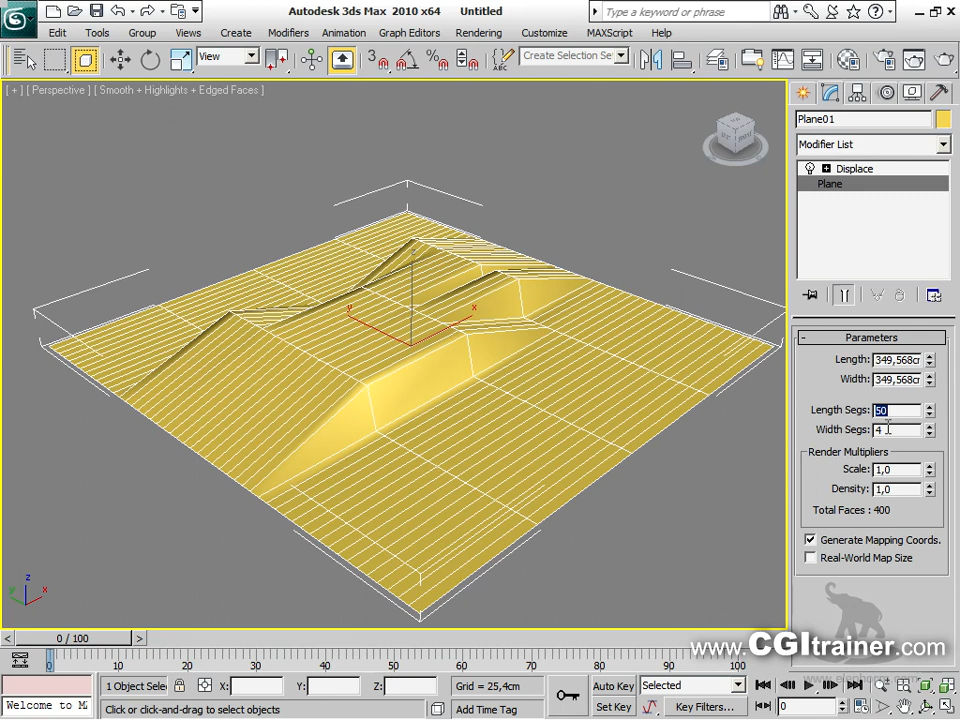 Autodesk 3ds Max 2010 x64 Untitled
Type a keyword or phrase
Edit Tools Group Views Create Modifiers Animation Graph Editors Rendering Customize MAXScript Help
View
Create Selection Se
[ + ] [ Perspective ] [ Smooth + Highlights + Edged Faces ]
Plane01
Modifier List
Displace
Plane
Parameters
Length: 349,568cr
Width: 349,568cr
Length Segs: 50
Width Segs: 4
Render Multipliers
Scale: 1,0
Density: 1,0
Total Faces : 400
Generate Mapping Coords.
Real-World Map Size
y
x
z
x
www.CGItrainer.com
< 0 / 100 >
0 10 20 30 40 50 60 70 80 90 100
1 Object Selec
X: Y: Z:
Grid = 25,4cm
Auto Key
Selected
Set Key
Key Filters...
0
Welcome to M
Click or click-and-drag to select objects
Add Time Tag